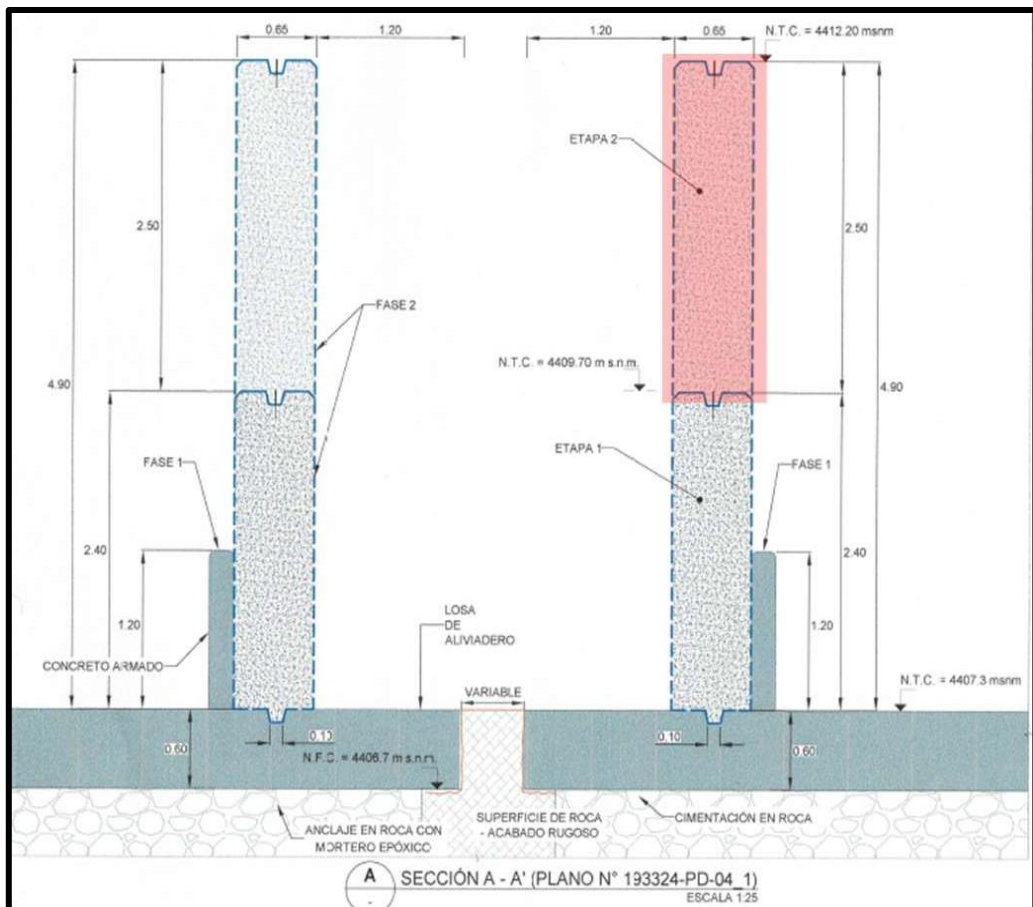 0.65
1.20
1.20
0.65
N.T.C. = 4412.20 msnm
ETAPA 2
2.50
2.50
FASE 2
N.T.C. = 4409.70 m s.n.m.
4.90
4.90
FASE 1
ETAPA 1
FASE 1
2.40
2.40
1.20
1.20
LOSA
DE
ALIVIADERO
CONCRETO ARMADO
VARIABLE
N.T.C. = 4407.3 msnm
0.60
0.10
0.10
0.60
N.F.C. = 4406.7 m s.n.m.
ANCLAJE EN ROCA CON
MORTERO EPÓXICO
SUPERFICIE DE ROCA
- ACABADO RUGOSO
CIMENTACIÓN EN ROCA
A
-
SECCIÓN A - A' (PLANO N° 193324-PD-04_1)
ESCALA 1:25